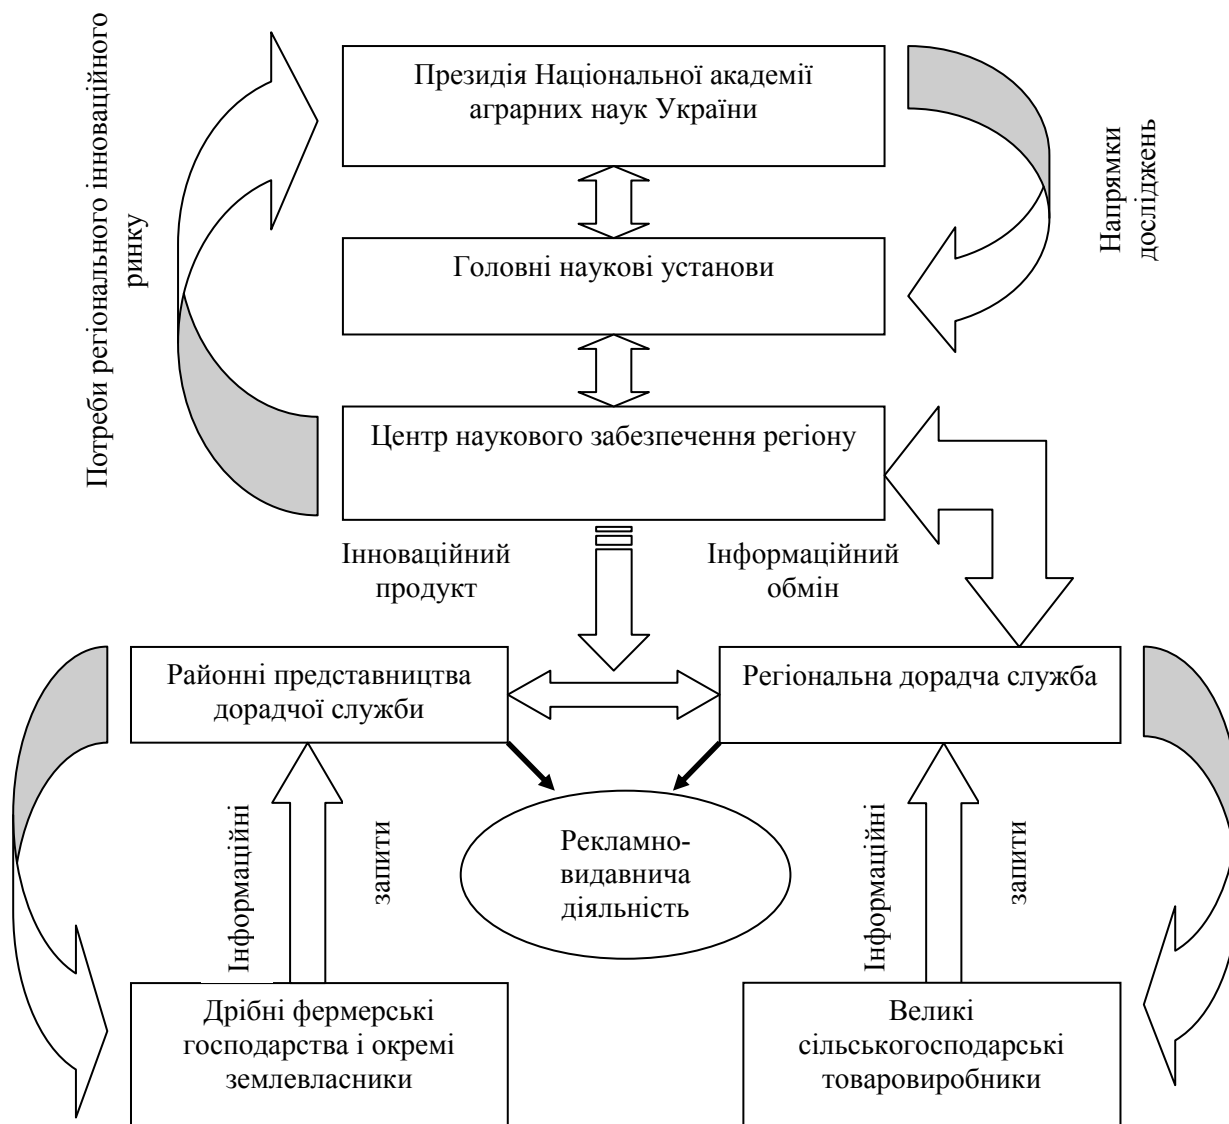 Президія Національної академії
аграрних наук України
Потреби регіонального інноваційного
ринку
Напрямки
досліджень
Головні наукові установи
Центр наукового забезпечення регіону
Інноваційний
продукт
Інформаційний
обмін
Районні представництва
дорадчої служби
Регіональна дорадча служба
Інформаційні
запити
Рекламно-
видавнича
діяльність
Інформаційні
запити
Дрібні фермерські
господарства і окремі
землевласники
Великі
сільськогосподарські
товаровиробники